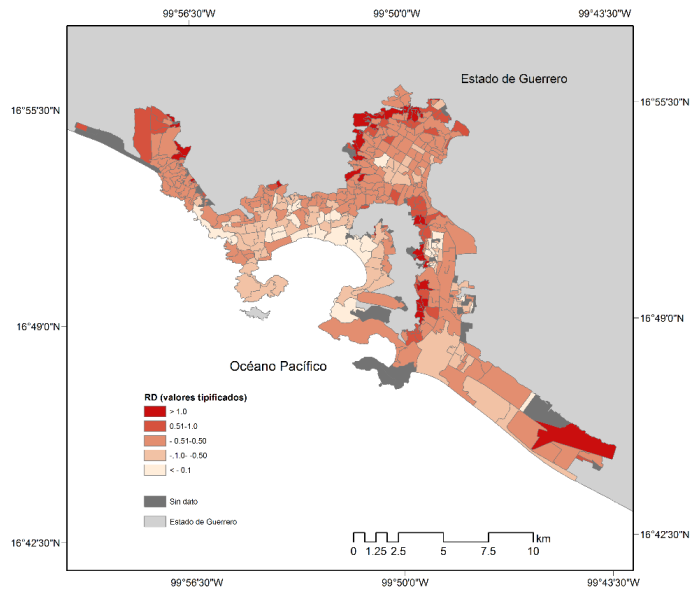 99°56'30"W 99°50'0"W 99°43'30"W
Estado de Guerrero
16°55'30"N 16°55'30"N
16°49'0"N 16°49'0"N
Océano Pacífico
RD (valores tipificados)
> 1.0
0.51-1.0
- 0.51-0.50
-.1.0- -0.50
< - 0.1
Sin dato
Estado de Guerrero
km
0 1.25 2.5 5 7.5 10
16°42'30"N 16°42'30"N
99°56'30"W 99°50'0"W 99°43'30"W